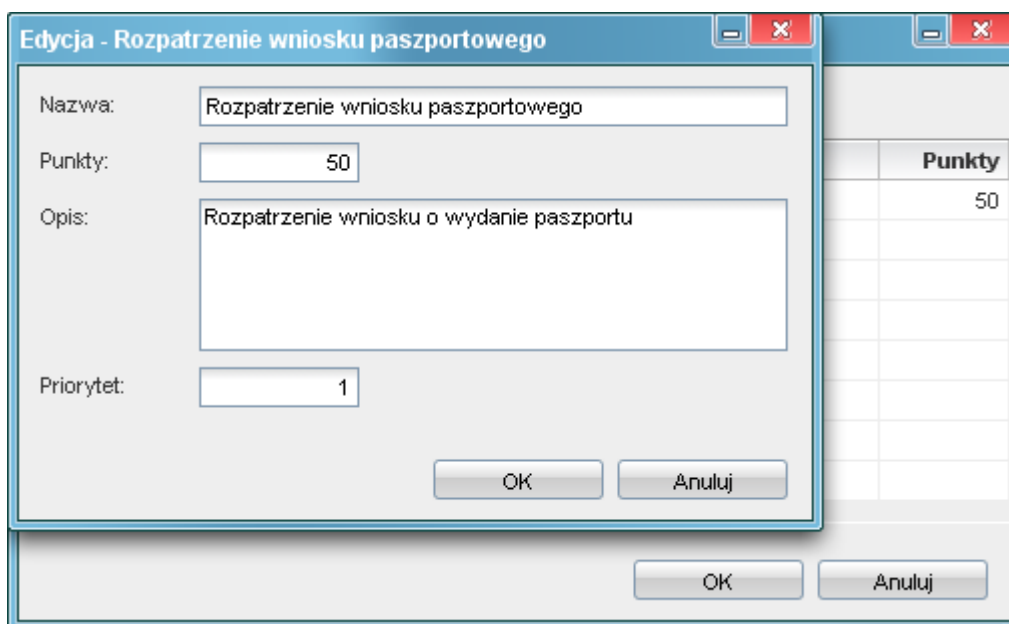 Edycja - Rozpatrzenie wniosku paszportowego
Nazwa: Rozpatrzenie wniosku paszportowego
Punkty: 50
Opis: Rozpatrzenie wniosku o wydanie paszportu
Priorytet: 1
OK Anuluj
Punkty
50
OK Anuluj